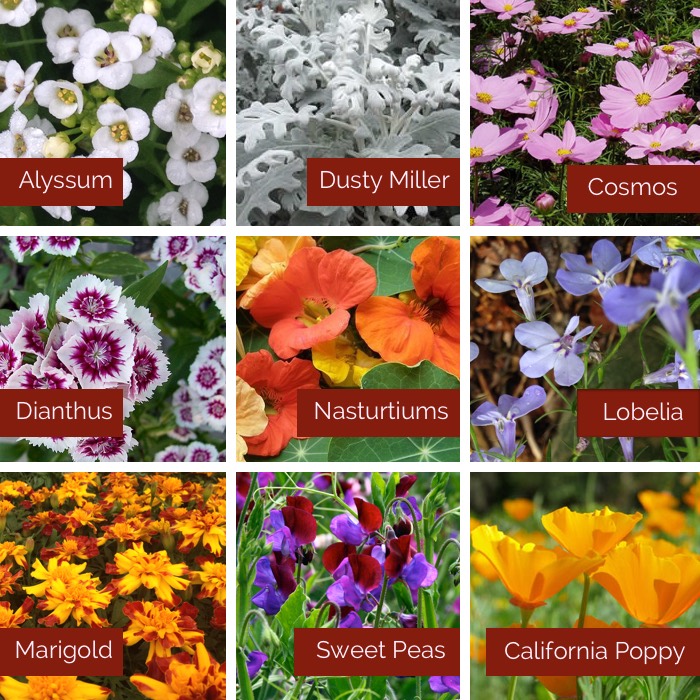 Alyssum
Dusty Miller
Cosmos
Dianthus
Nasturtiums
Lobelia
Marigold
Sweet Peas
California Poppy